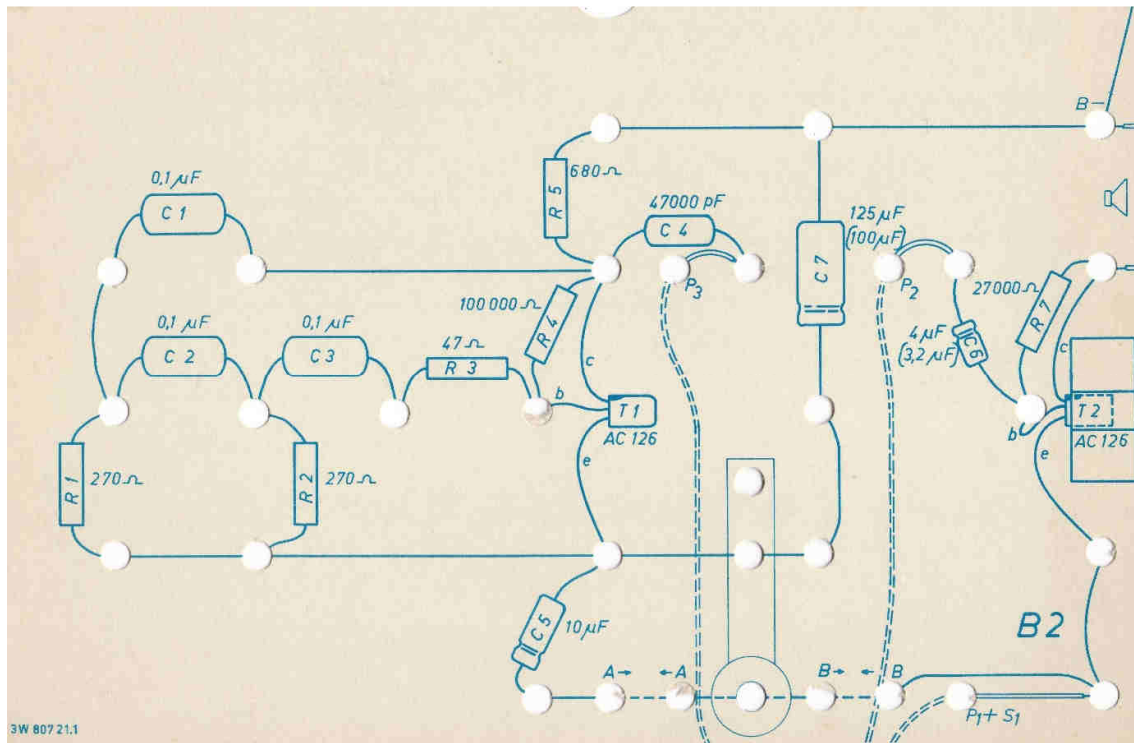 B-
0,1 µF
C 1
R 5
680 Ω
47000 pF
C 4
125 µF
(100 µF)
C 7
P3
P2
100 000 Ω
R 4
27000 Ω
R 7
0,1 µF
C 2
0,1 µF
C 3
47 Ω
R 3
4 µF
(3,2 µF)
C6
c
c
b
T 1
AC 126
b
T 2
AC 126
e
e
R 1
270 Ω
R 2
270 Ω
C 5
10 µF
B2
A → ← A
B → ← B
P1 + S1
3W 807 21.1